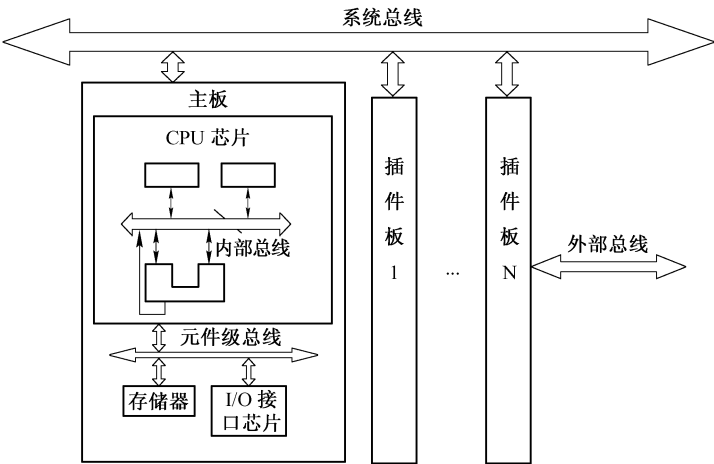 系统总线
主板
CPU 芯片
内部总线
元件级总线
存储器
I/O 接
口芯片
插件板1
...
插件板N
外部总线